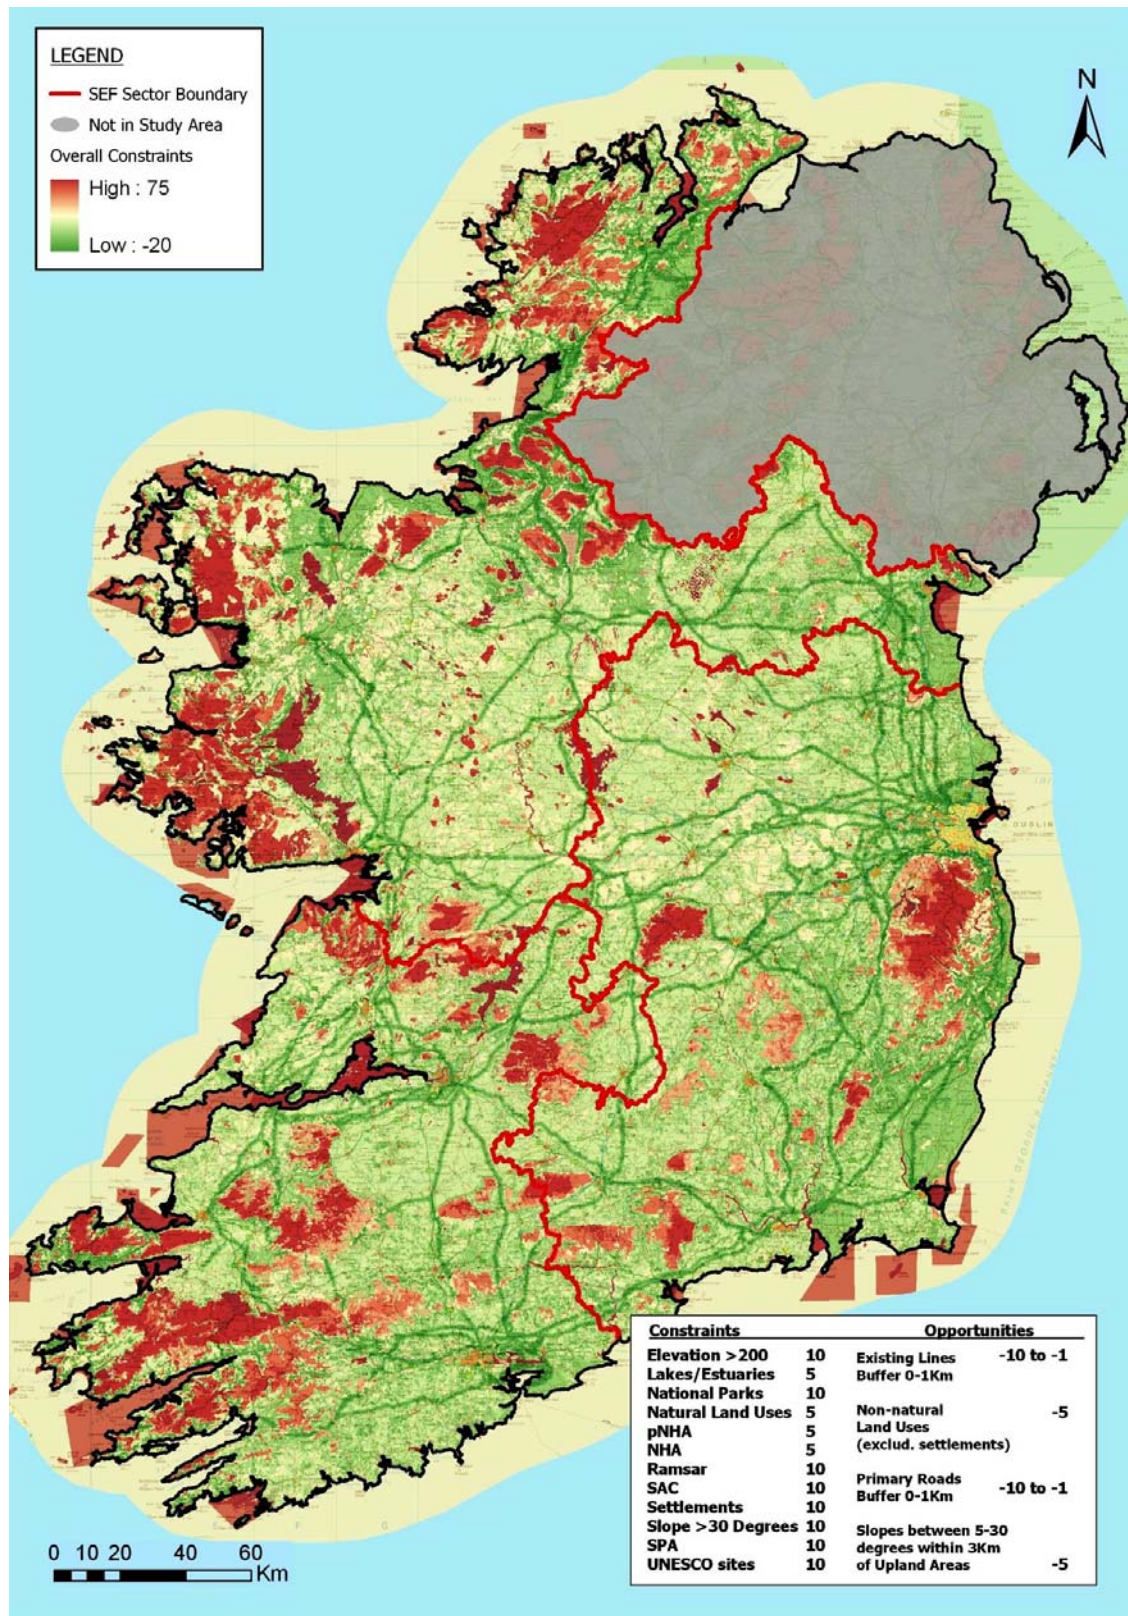 LEGEND
SEF Sector Boundary
Not in Study Area
Overall Constraints
High : 75
Low : -20
N
DUBLIN
SAINT GEORGE'S CHANNEL
Constraints Opportunities
Elevation >200 10 Existing Lines -10 to -1
Lakes/Estuaries 5 Buffer 0-1Km
National Parks 10
Natural Land Uses 5 Non-natural -5
pNHA 5 Land Uses
NHA 5 (exclud. settlements)
Ramsar 10
SAC 10 Primary Roads -10 to -1
Settlements 10 Buffer 0-1Km
Slope >30 Degrees 10 Slopes between 5-30
SPA 10 degrees within 3Km
UNESCO sites 10 of Upland Areas -5
0 10 20 40 60
Km